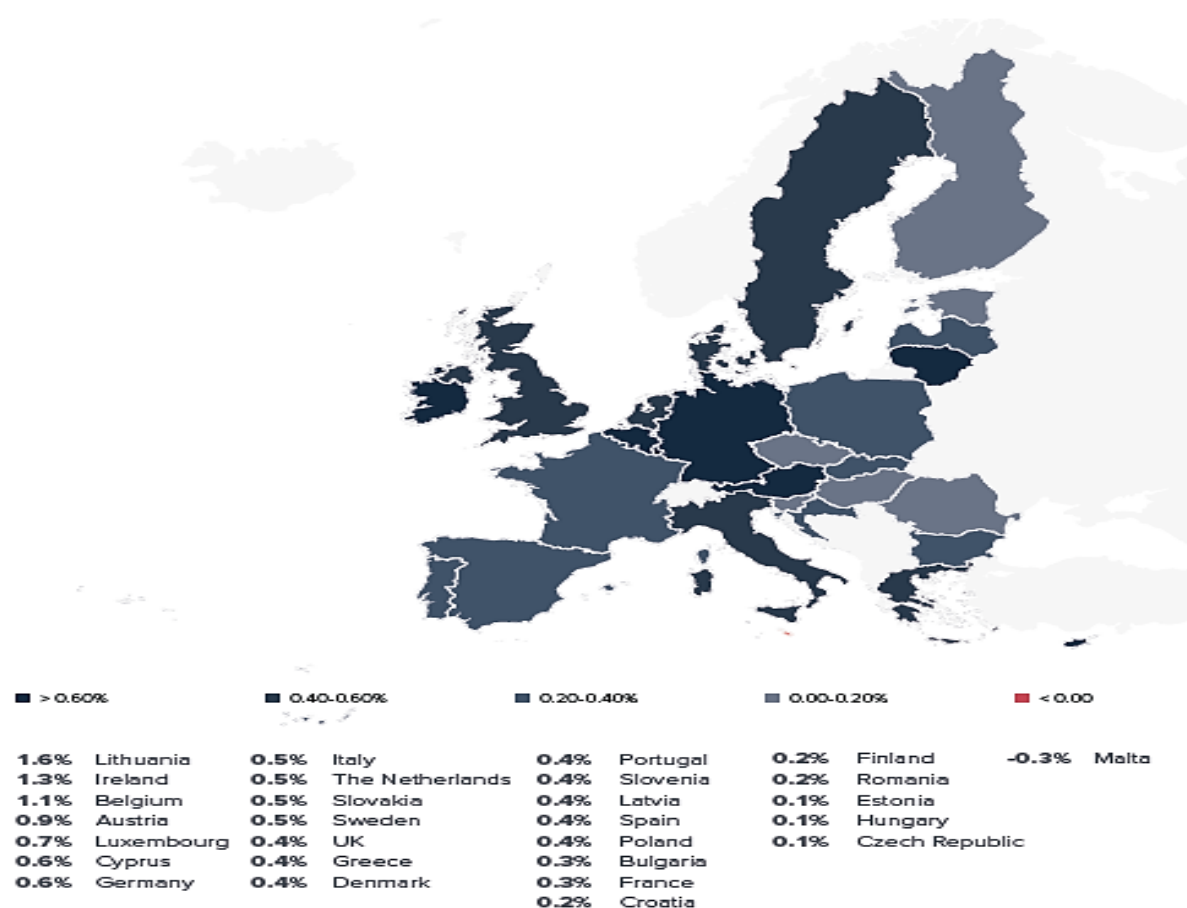 > 0.60% 0.40-0.60% 0.20-0.40% 0.00-0.20% < 0.00
1.6% Lithuania 0.5% Italy 0.4% Portugal 0.2% Finland -0.3% Malta
1.3% Ireland 0.5% The Netherlands 0.4% Slovenia 0.2% Romania
1.1% Belgium 0.5% Slovakia 0.4% Latvia 0.1% Estonia
0.9% Austria 0.5% Sweden 0.4% Spain 0.1% Hungary
0.7% Luxembourg 0.4% UK 0.4% Poland 0.1% Czech Republic
0.6% Cyprus 0.4% Greece 0.3% Bulgaria
0.6% Germany 0.4% Denmark 0.3% France
0.2% Croatia